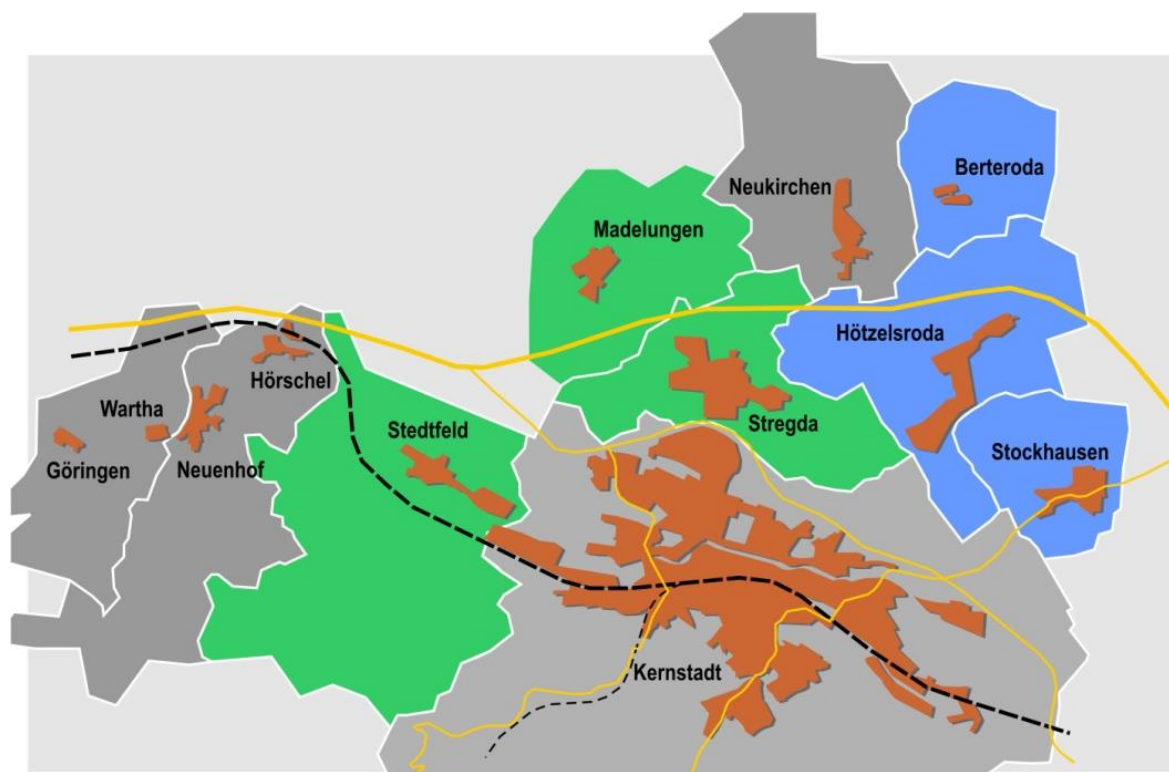 Berteroda
Neukirchen
Madelungen
Hötzelsroda
Hörschel
Wartha
Stregda
Stedtfeld
Stockhausen
Göringen
Neuenhof
Kernstadt